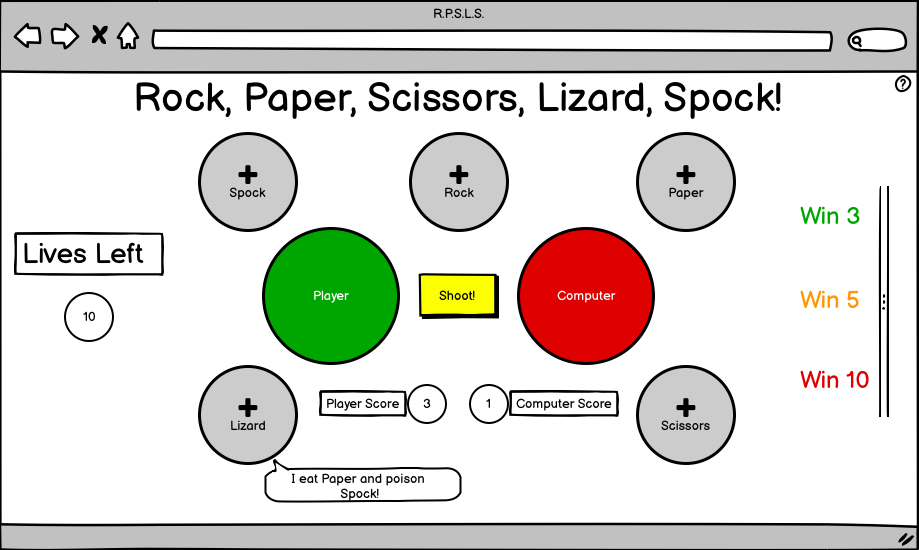 R.P.S.L.S.
?
Rock, Paper, Scissors, Lizard, Spock!
Spock
Rock
Paper
Win 3
Lives Left
Player
Shoot!
Computer
Win 5
10
Win 10
Lizard
Player Score
3
1
Computer Score
Scissors
I eat Paper and poison
Spock!